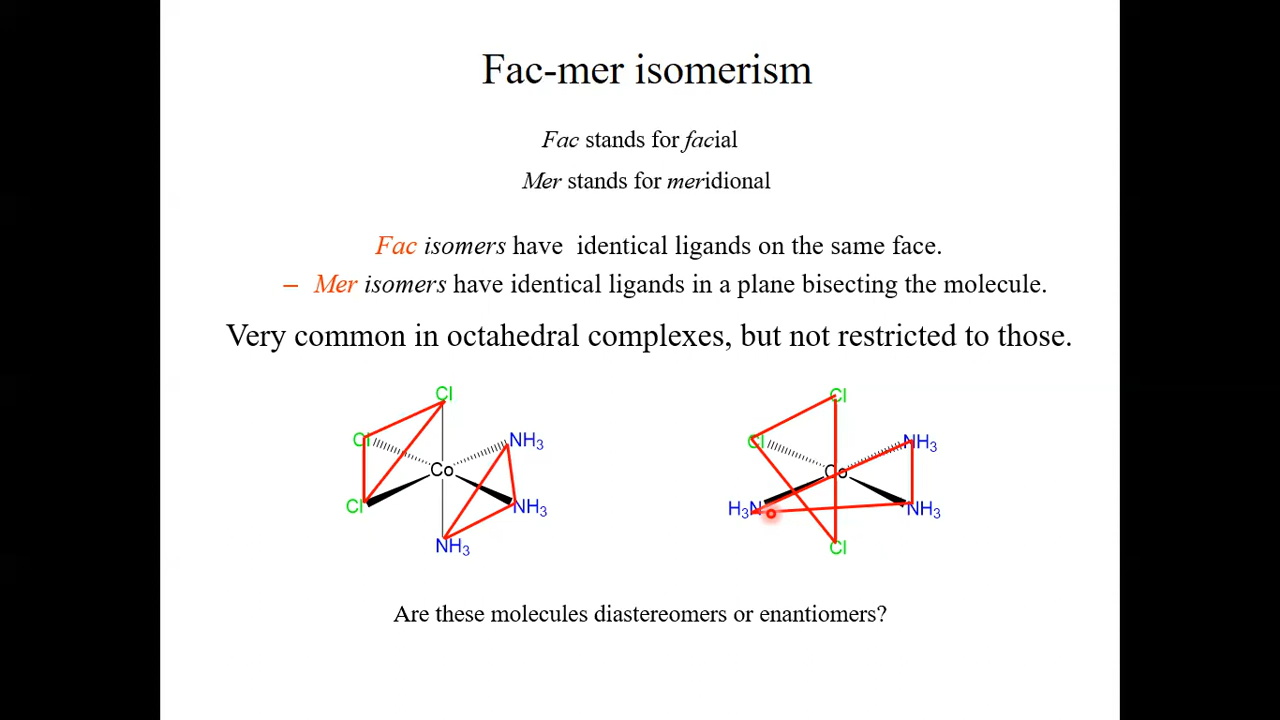 Fac-mer isomerism
Fac stands for facial
Mer stands for meridional
Fac isomers have identical ligands on the same face.
– Mer isomers have identical ligands in a plane bisecting the molecule.
Very common in octahedral complexes, but not restricted to those.
Cl
Cl
NH3
Co
Cl
NH3
NH3
Cl
Cl
NH3
Co
H3N
NH3
Cl
Are these molecules diastereomers or enantiomers?